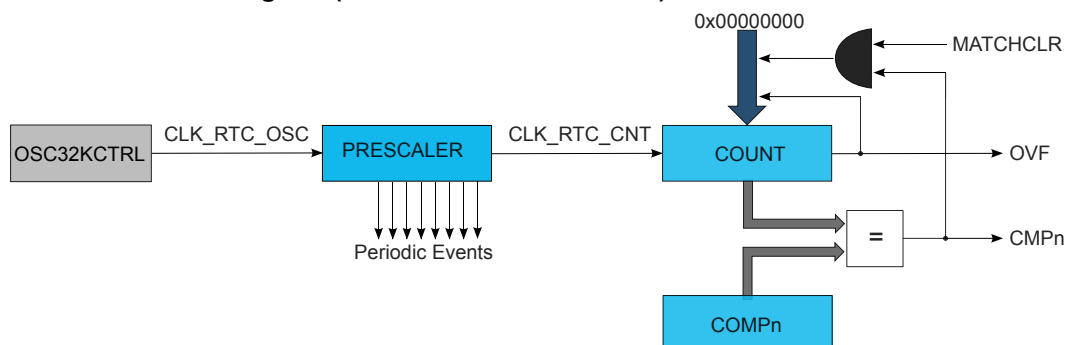 0x00000000
MATCHCLR
CLK_RTC_OSC
CLK_RTC_CNT
OSC32KCTRL
PRESCALER
COUNT
OVF
Periodic Events
=
CMPn
COMPn